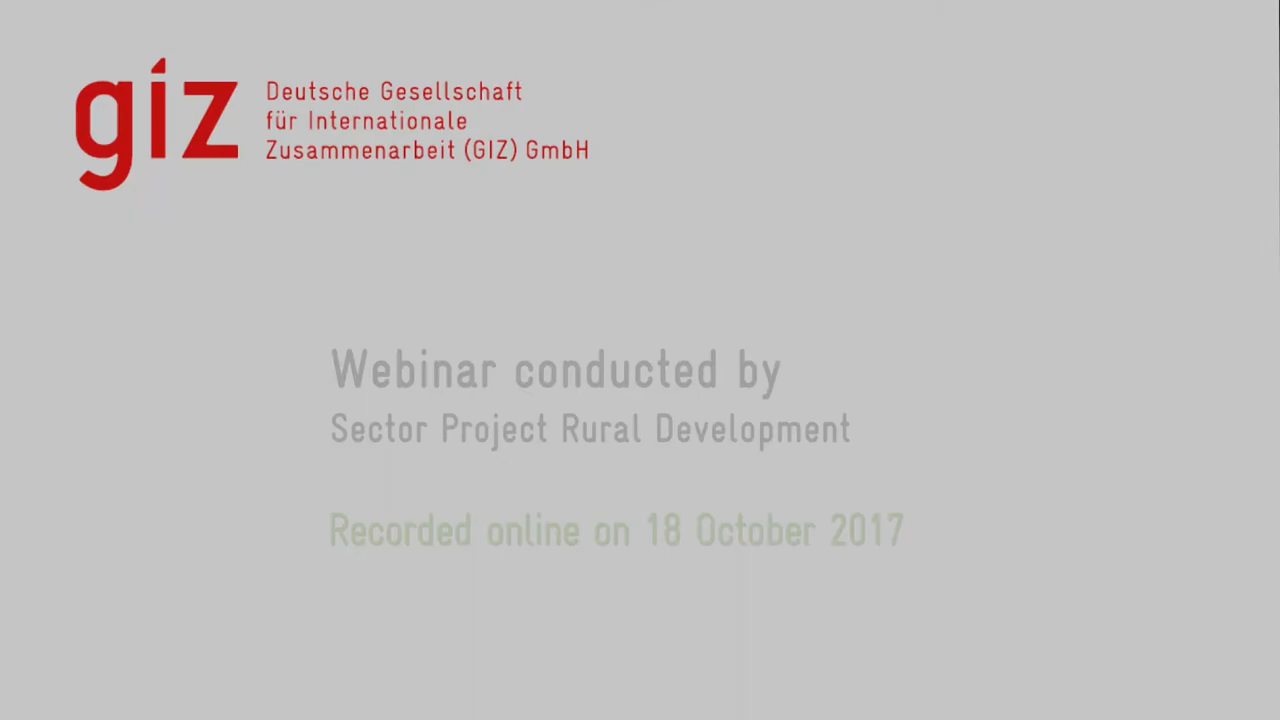 giz
Deutsche Gesellschaft
für Internationale
Zusammenarbeit (GIZ) GmbH
Webinar conducted by
Sector Project Rural Development
Recorded online on 18 October 2017